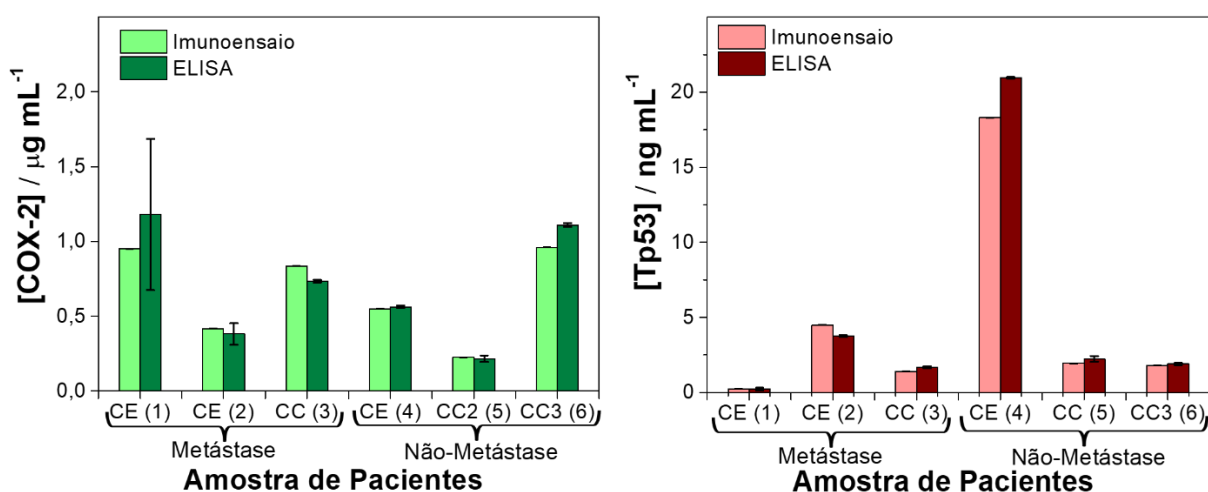 [COX-2] / μg mL⁻¹
Imunoensaio
ELISA
2,0
1,5
1,0
0,5
0,0
CE (1) CE (2) CC (3) CE (4) CC2 (5) CC3 (6)
Metástase Não-Metástase
Amostra de Pacientes
[Tp53] / ng mL⁻¹
Imunoensaio
ELISA
20
15
10
5
0
CE (1) CE (2) CC (3) CE (4) CC (5) CC3 (6)
Metástase Não-Metástase
Amostra de Pacientes